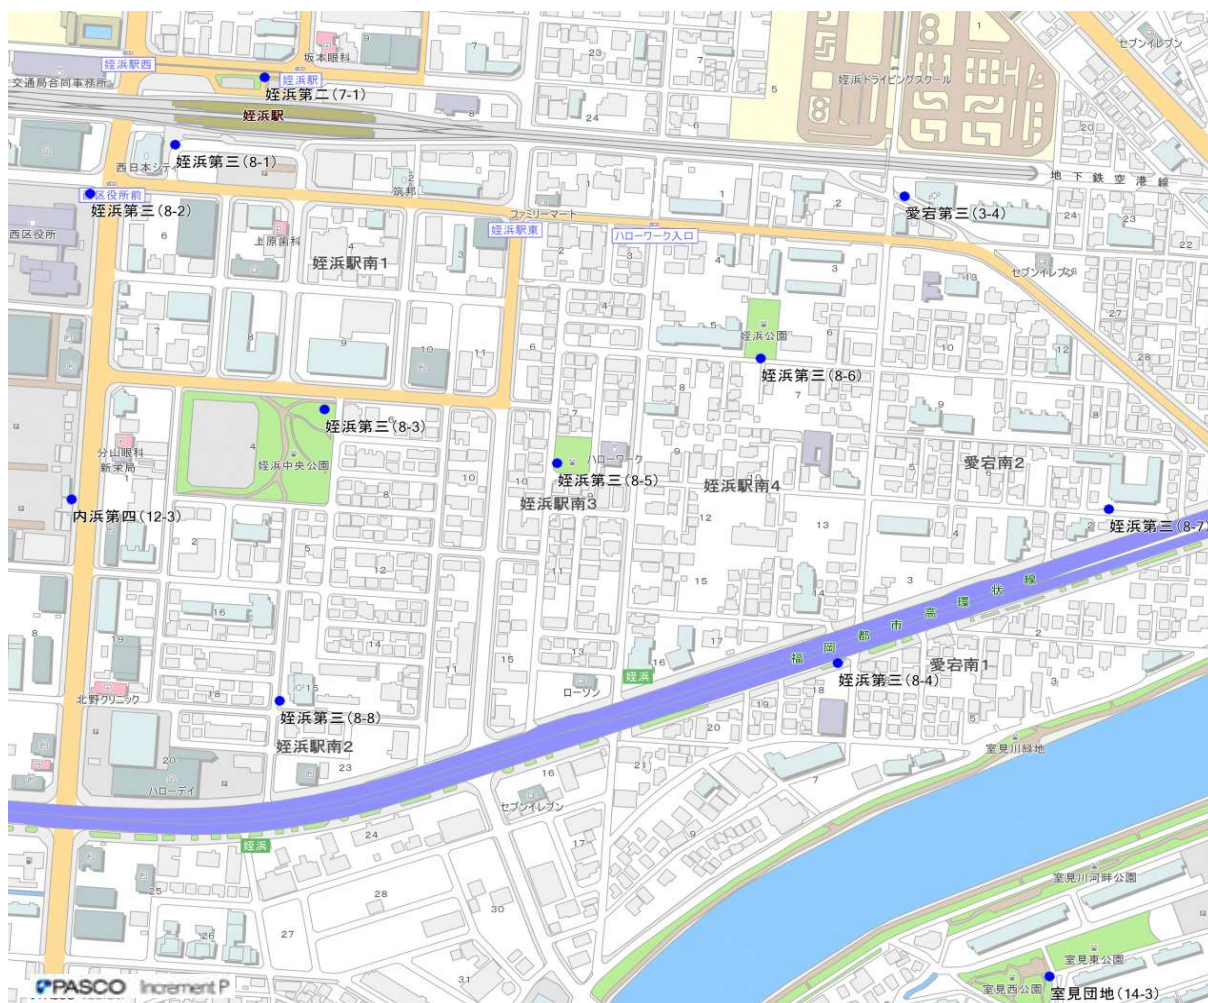 セブンイレブン
坂本眼科
姪浜駅西
姪浜駅
姪浜ドライビングスクール
交通局合同事務所
姪浜第二(7-1)
姪浜駅
姪浜第三(8-1)
西日本シティ
地下鉄空港線
筑邦
西区役所前
姪浜第三(8-2)
愛宕第三(3-4)
ファミリーマート
西区役所
上原歯科
姪浜駅東
ハローワーク入口
姪浜駅南1
セブンイレブン
姪浜公園
姪浜第三(8-6)
姪浜第三(8-3)
分山眼科
新栄局
姪浜中央公園
ハローワーク
愛宕南2
姪浜第三(8-5)
姪浜駅南3
姪浜駅南4
内浜第四(12-3)
姪浜第三(8-7)
福岡都市高環状線
愛宕南1
姪浜
姪浜第三(8-4)
ローソン
北野クリニック
姪浜第三(8-8)
姪浜駅南2
室見川緑地
ハローデイ
セブンイレブン
姪浜
室見川河畔公園
室見東公園
室見西公園
室見団地(14-3)
PASCO Increment P